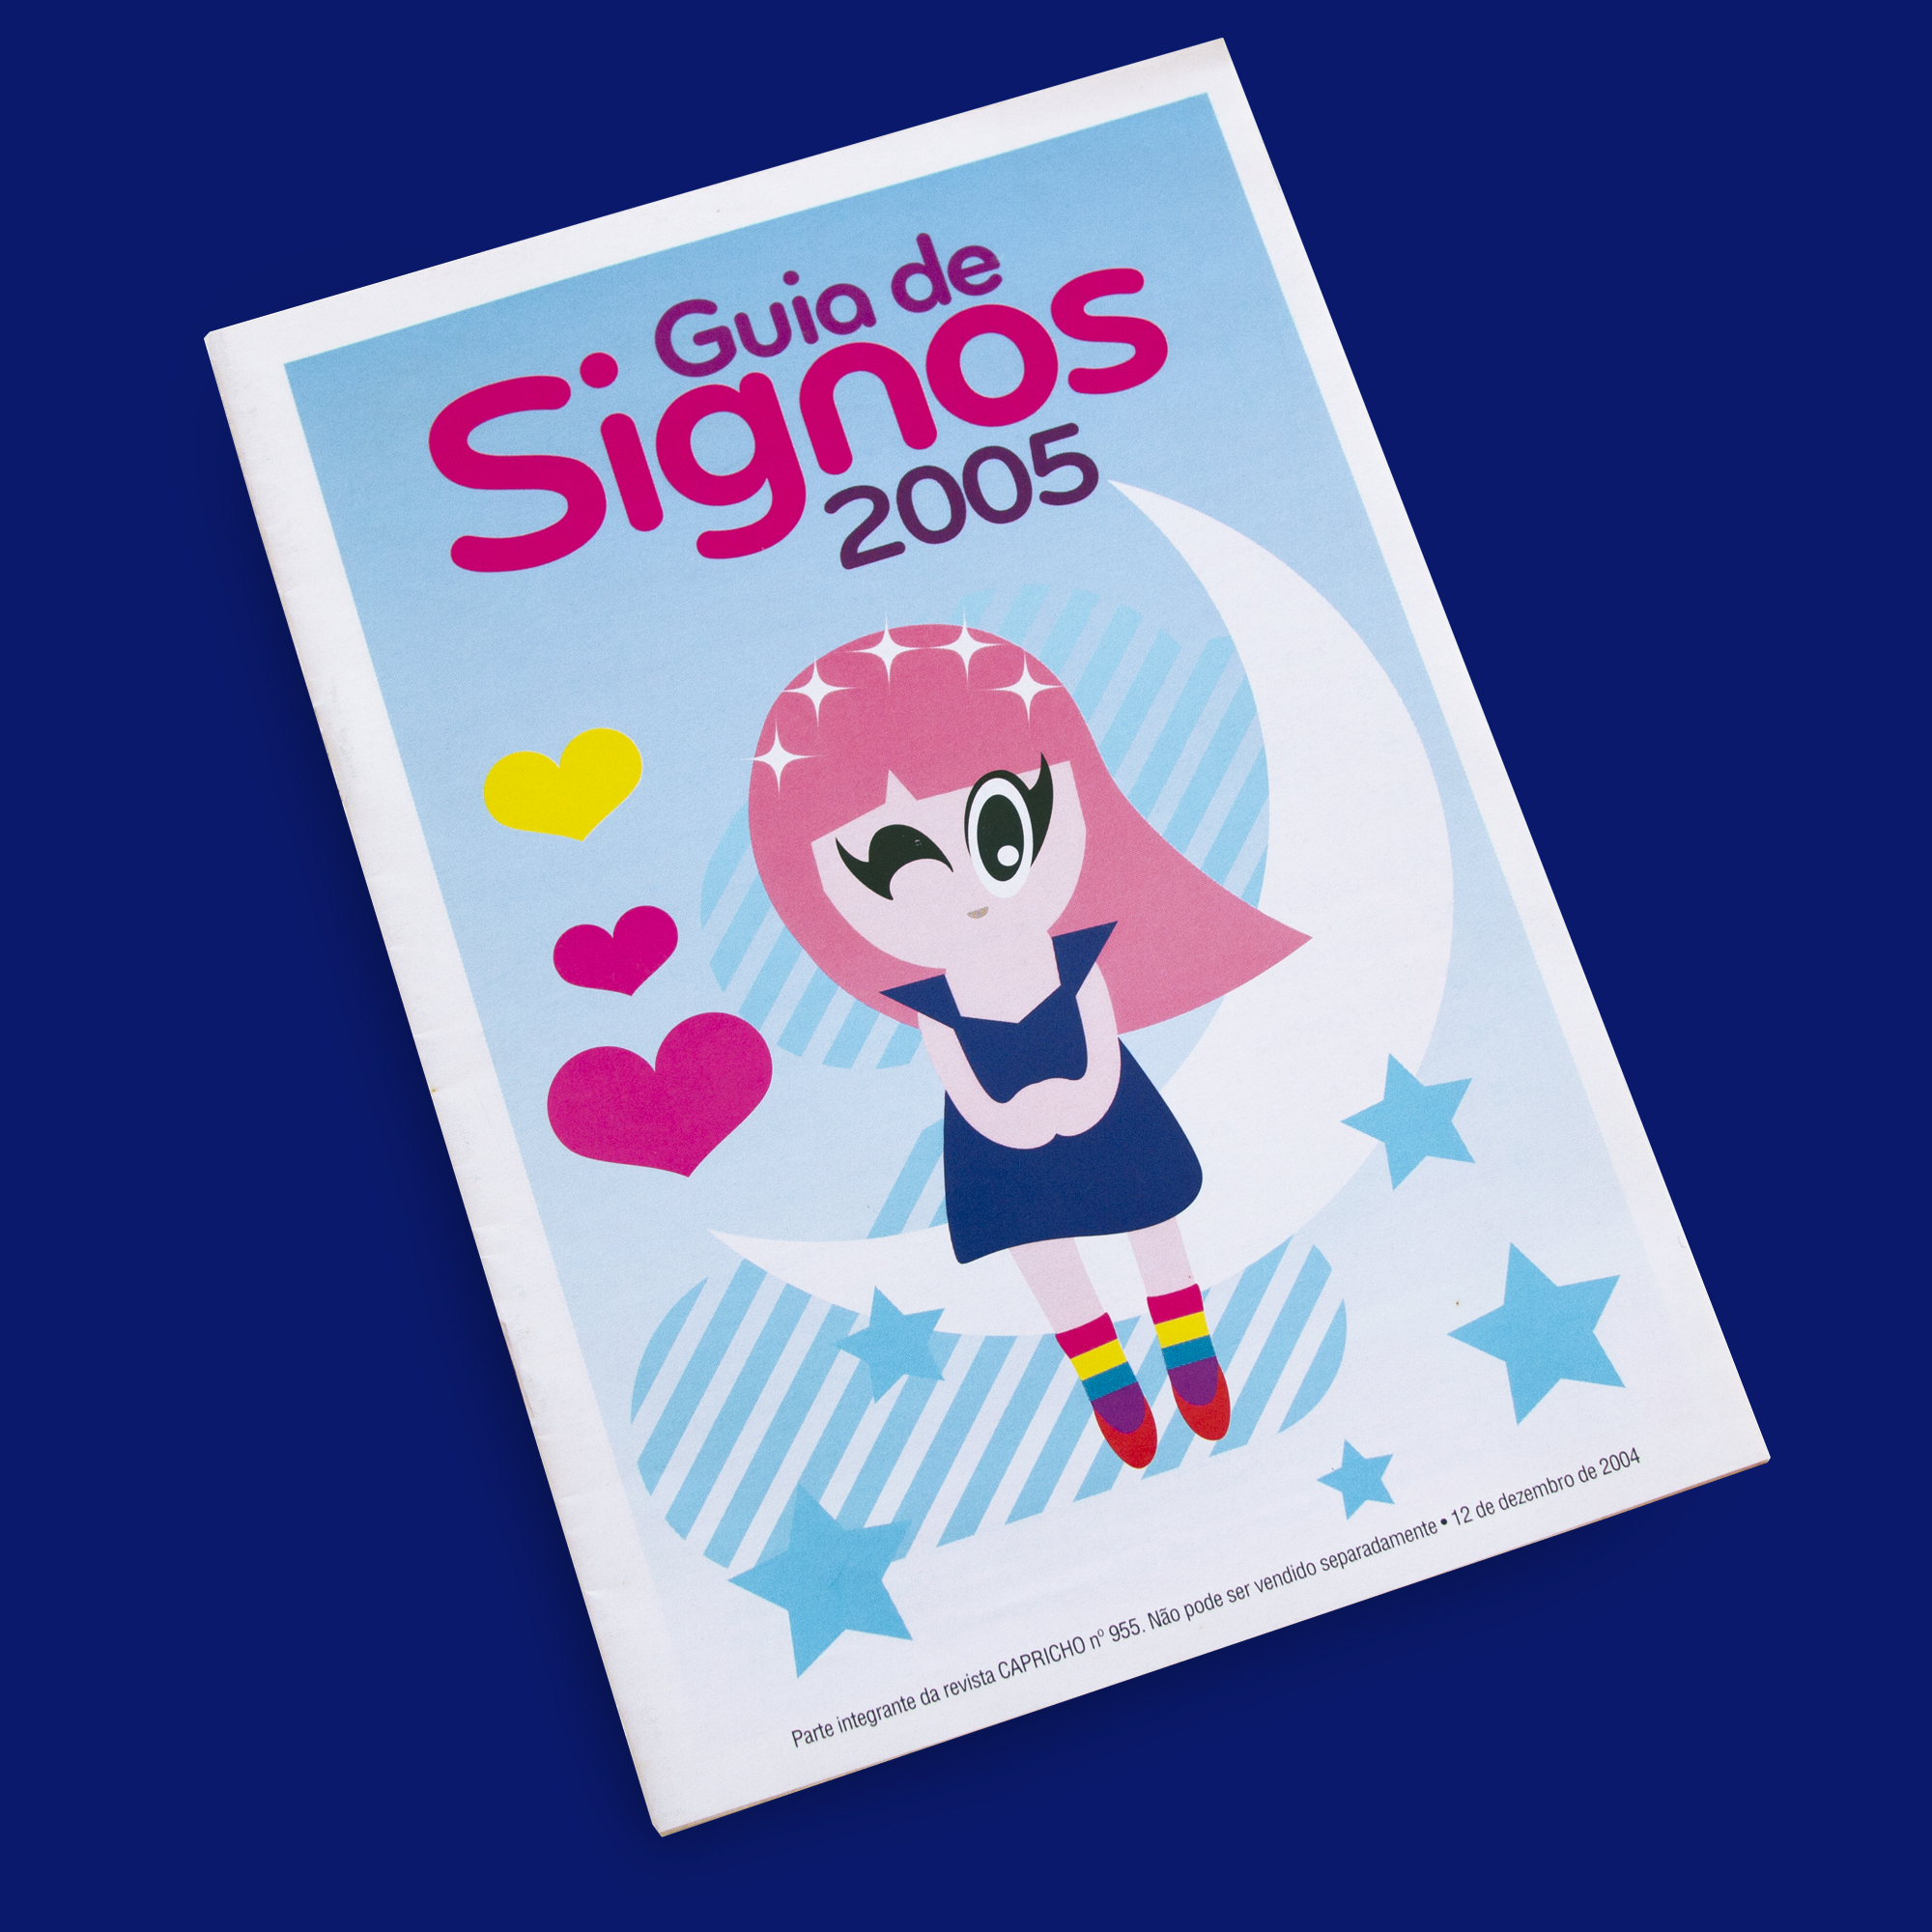 Guia de
Signos
2005
Parte integrante da revista CAPRICHO nº 955. Não pode ser vendido separadamente • 12 de dezembro de 2004